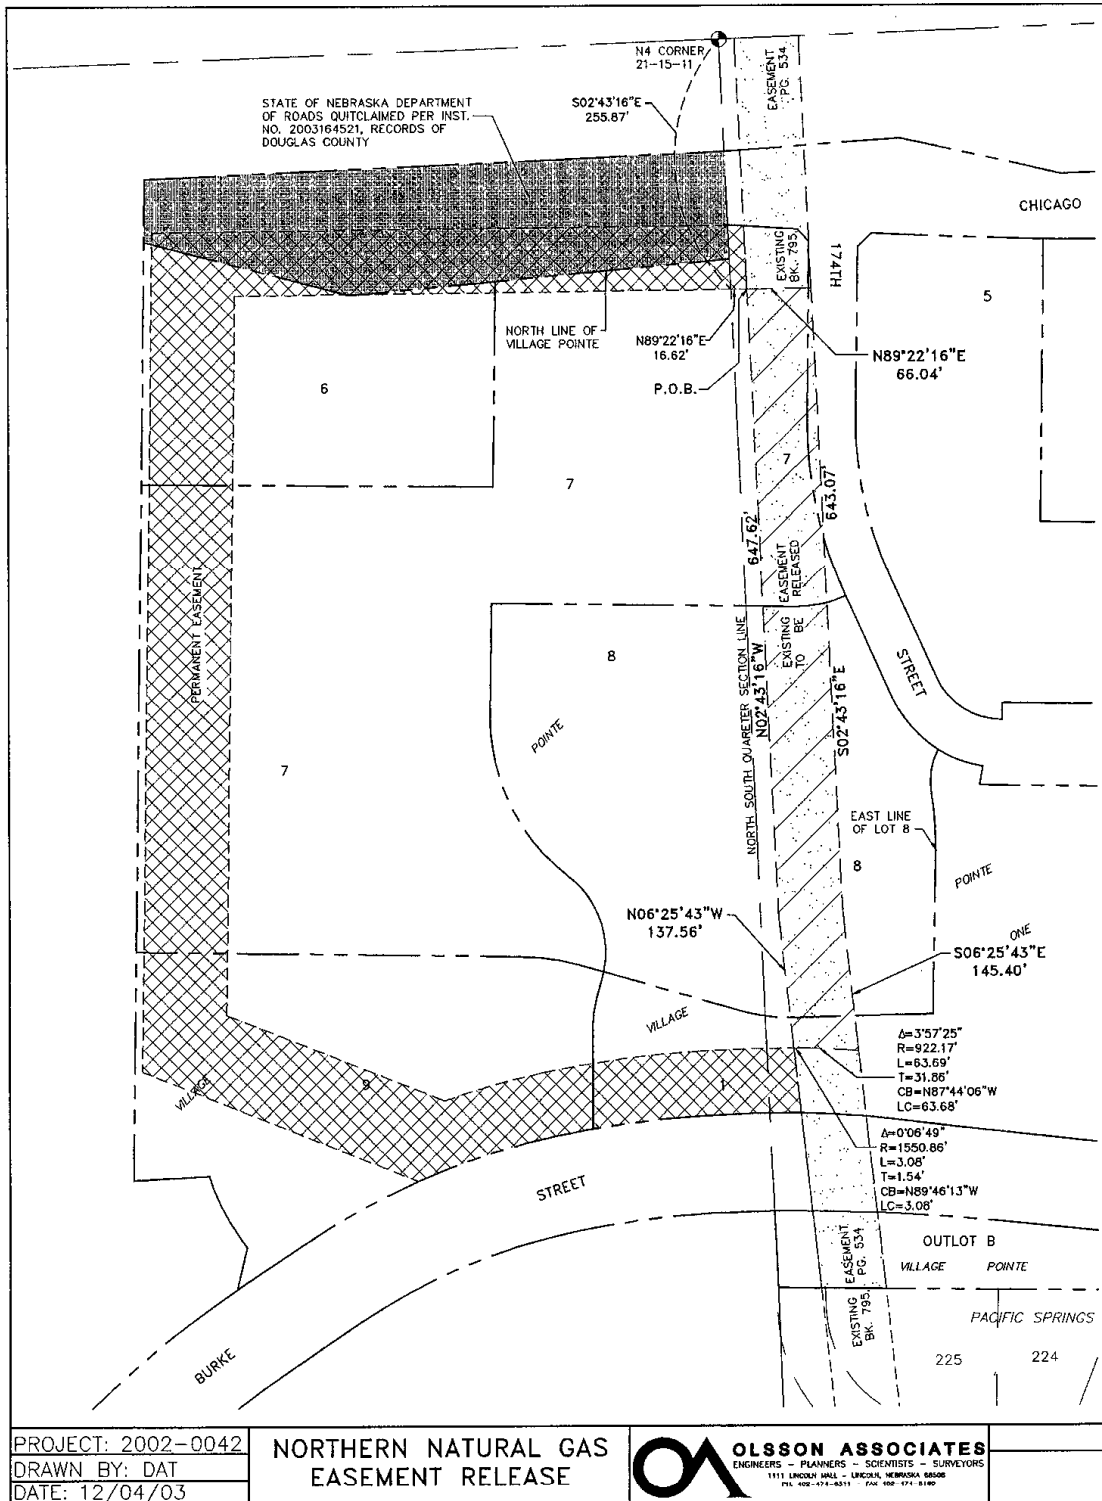 N4 CORNER
21-15-11
EASEMENT
PG. 534
STATE OF NEBRASKA DEPARTMENT
OF ROADS QUITCLAIMED PER INST.
NO. 2003164521, RECORDS OF
DOUGLAS COUNTY
S02°43'16"E
255.87'
CHICAGO
EXISTING
BK. 795,
174TH
5
NORTH LINE OF
VILLAGE POINTE
N89°22'16"E
16.62'
N89°22'16"E
66.04'
P.O.B.
6
7
7
643.07'
647.62'
EASEMENT
RELEASED
EXISTING
TO BE
PERMANENT EASEMENT
8
STREET
N02°43'16"W
S02°43'16"E
NORTH SOUTH QUARETER SECTION LINE
POINTE
7
EAST LINE
OF LOT 8
8
POINTE
ONE
N06°25'43"W
137.56'
S06°25'43"E
145.40'
VILLAGE
Δ=3°57'25"
R=922.17'
L=63.69'
T=31.86'
CB=N87°44'06"W
LC=63.68'
VILLAGE
9
1
Δ=0°06'49"
R=1550.86'
L=3.08'
T=1.54'
CB=N89°46'13"W
LC=3.08'
STREET
EXISTING EASEMENT
BK. 795, PG. 534
OUTLOT B
VILLAGE POINTE
PACIFIC SPRINGS
225
224
BURKE
PROJECT: 2002-0042
DRAWN BY: DAT
DATE: 12/04/03
NORTHERN NATURAL GAS
EASEMENT RELEASE
OA
OLSSON ASSOCIATES
ENGINEERS - PLANNERS - SCIENTISTS - SURVEYORS
1111 LINCOLN MALL - LINCOLN, NEBRASKA 68508